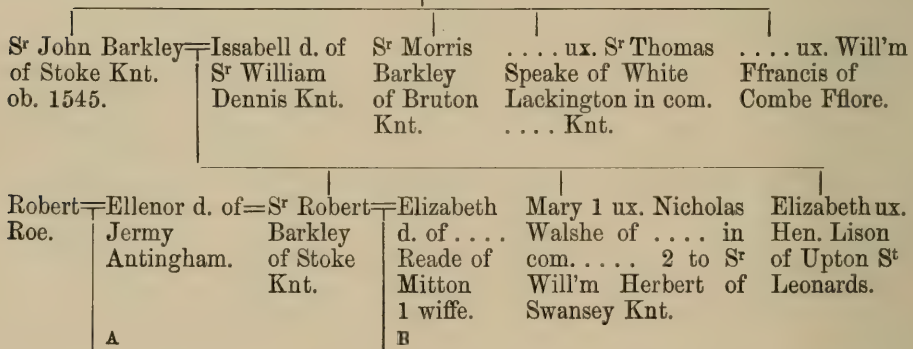 Sʳ John Barkley
of Stoke Knt.
ob. 1545.
Issabell d. of
Sʳ William
Dennis Knt.
Sʳ Morris
Barkley
of Bruton
Knt.
. . . . ux. Sʳ Thomas
Speake of White
Lackington in com.
. . . . Knt.
. . . . ux. Will'm
Ffrancis of
Combe Fflore.
Robert
Roe.
Ellenor d. of
Jermy
Antingham.
Sʳ Robert
Barkley
of Stoke
Knt.
Elizabeth
d. of . . . .
Reade of
Mitton
1 wiffe.
Mary 1 ux. Nicholas
Walshe of . . . . in
com. . . . . 2 to Sʳ
Will'm Herbert of
Swansey Knt.
Elizabeth ux.
Hen. Lison
of Upton Sᵗ
Leonards.
A
B